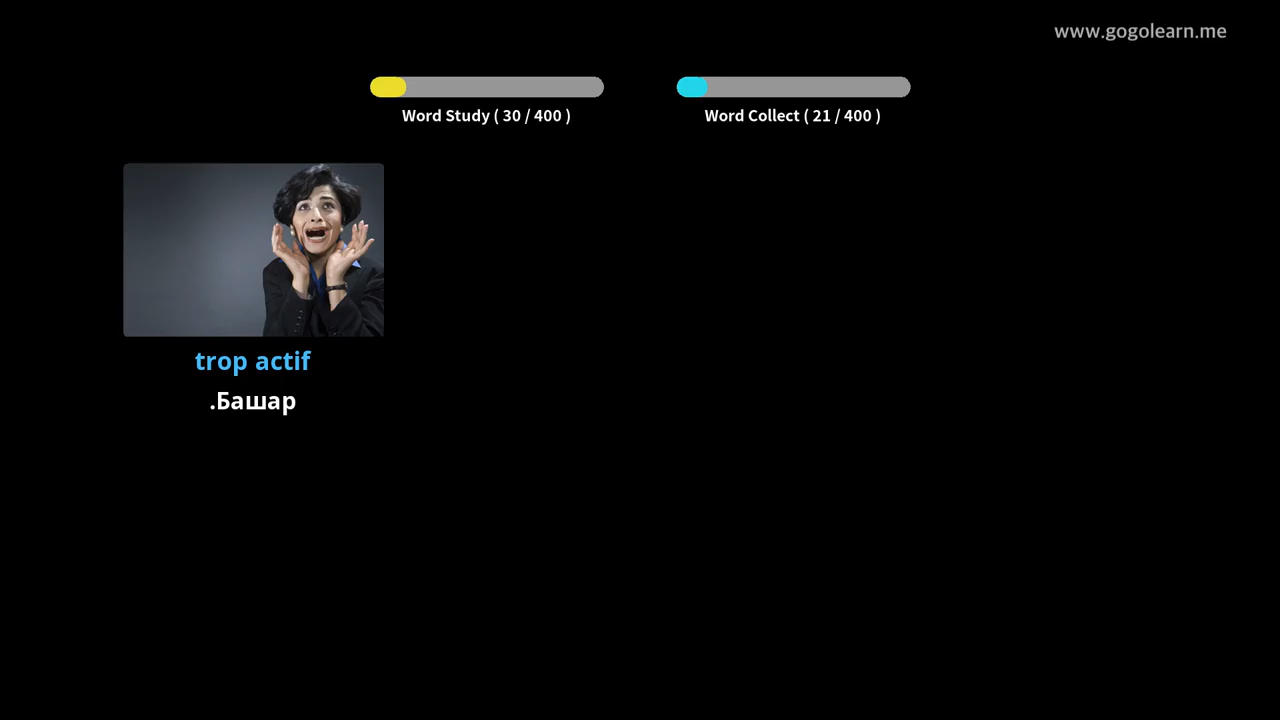 www.gogolearn.me
Word Study ( 30 / 400 )
Word Collect ( 21 / 400 )
trop actif
.Башар